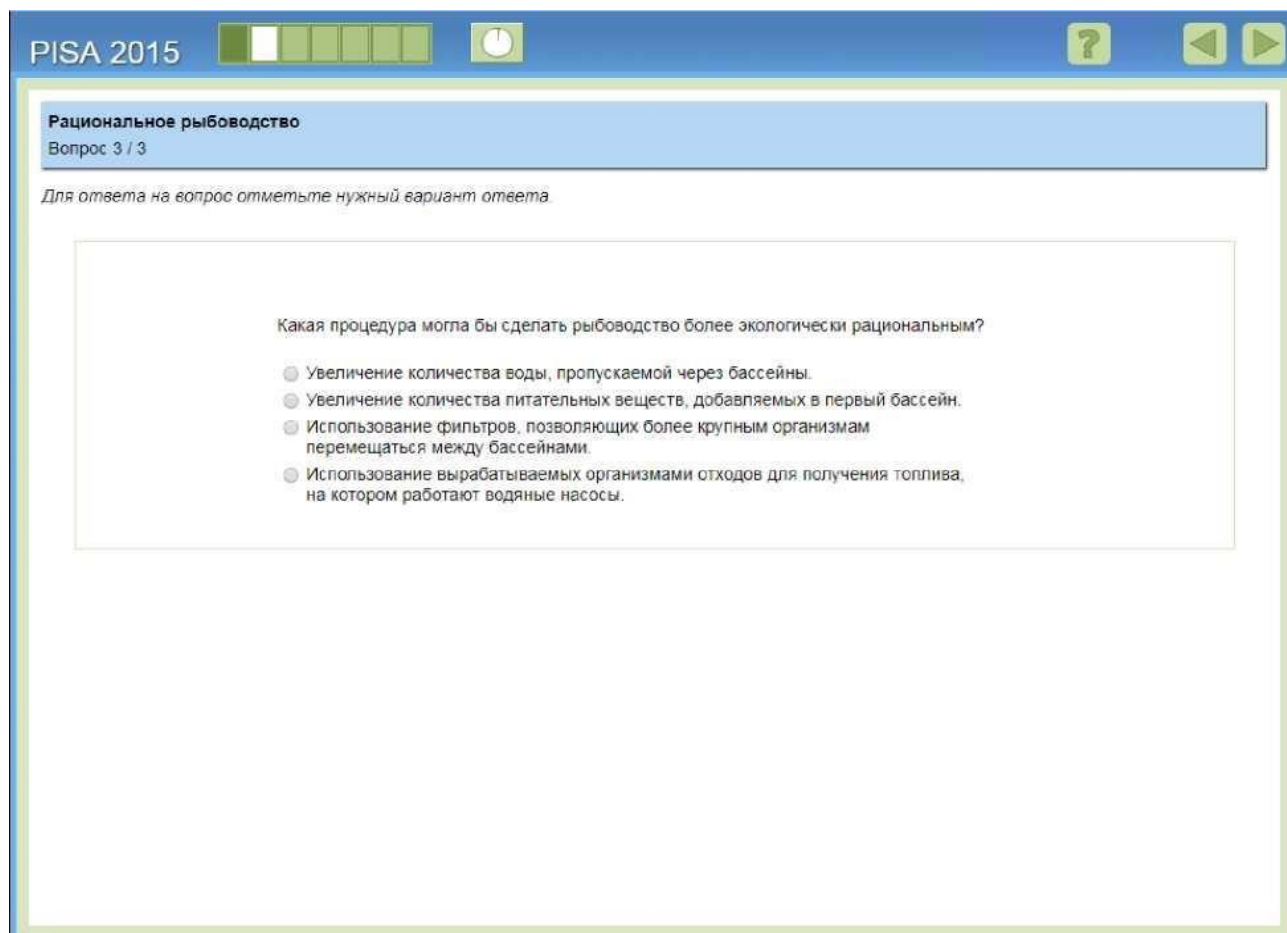 PISA 2015
?
Рациональное рыбоводство
Вопрос 3 / 3
Для ответа на вопрос отметьте нужный вариант ответа.
Какая процедура могла бы сделать рыбоводство более экологически рациональным?
Увеличение количества воды, пропускаемой через бассейны.
Увеличение количества питательных веществ, добавляемых в первый бассейн.
Использование фильтров, позволяющих более крупным организмам
перемещаться между бассейнами.
Использование вырабатываемых организмами отходов для получения топлива,
на котором работают водяные насосы.